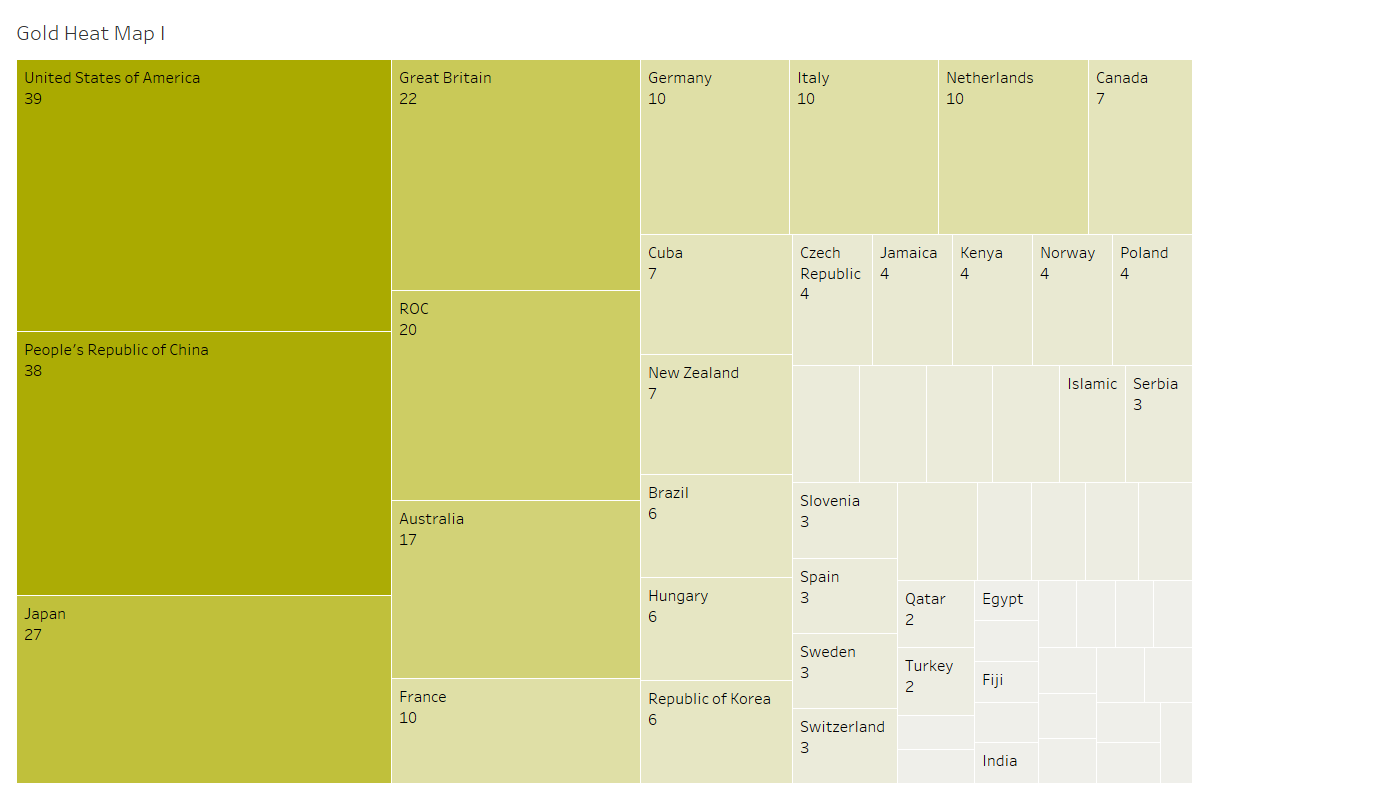 Gold Heat Map I
United States of America
39
People's Republic of China
38
Japan
27
Great Britain
22
ROC
20
Australia
17
France
10
Germany
10
Italy
10
Netherlands
10
Canada
7
Cuba
7
New Zealand
7
Brazil
6
Hungary
6
Republic of Korea
6
Czech
Republic
4
Jamaica
4
Kenya
4
Norway
4
Poland
4
Islamic
Serbia
3
Slovenia
3
Spain
3
Sweden
3
Switzerland
3
Qatar
2
Turkey
2
Egypt
Fiji
India